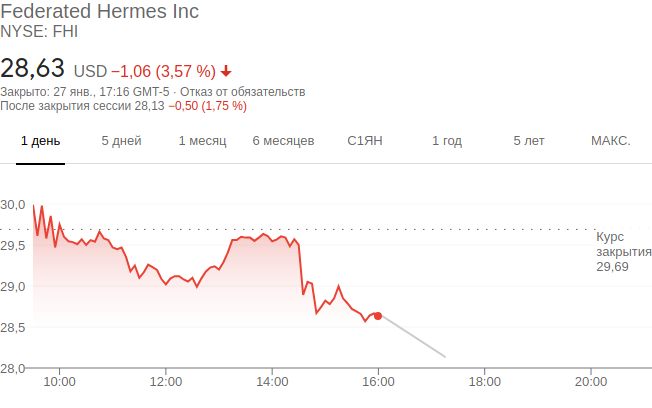 Federated Hermes Inc
NYSE: FHI
28,63 USD −1,06 (3,57 %)
Закрыто: 27 янв., 17:16 GMT-5 · Отказ от обязательств
После закрытия сессии 28,13 −0,50 (1,75 %)
1 день 5 дней 1 месяц 6 месяцев С1ЯН 1 год 5 лет МАКС.
30,0
Курс
29,5
закрытия
29,69
29,0
28,5
28,0
10:00 12:00 14:00 16:00 18:00 20:00